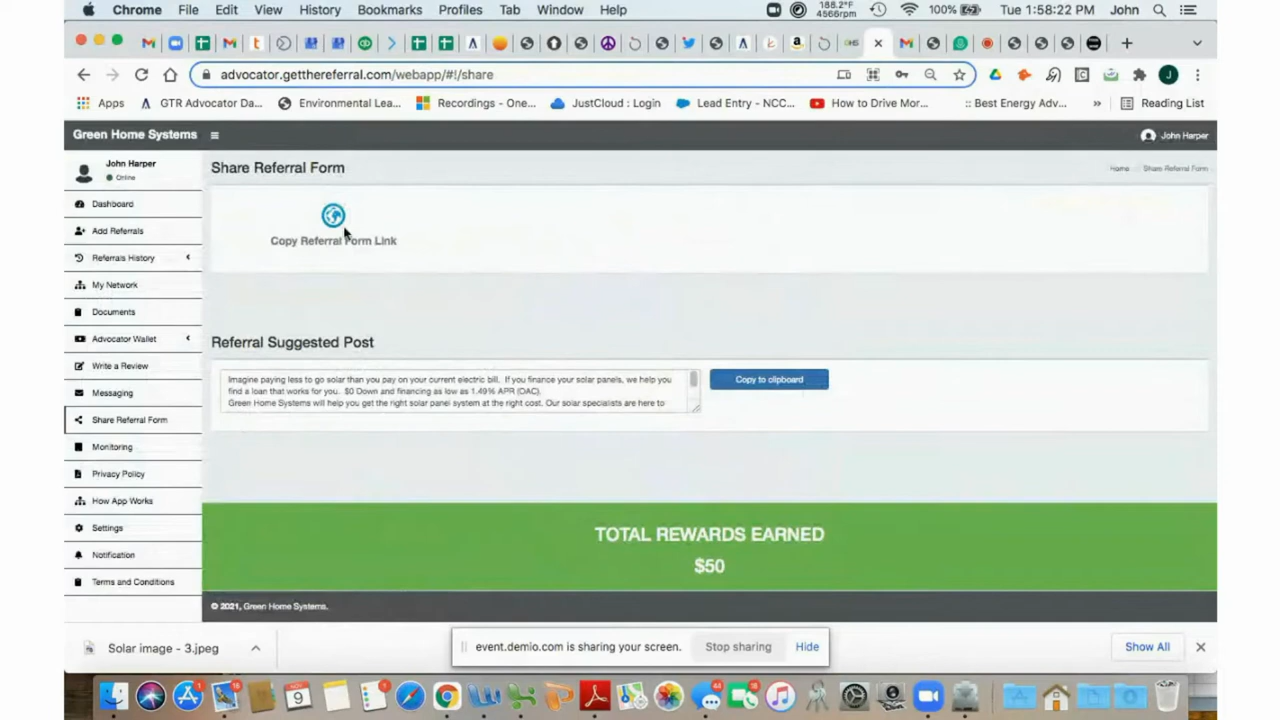 Chrome File Edit View History Bookmarks Profiles Tab Window Help 188.2°F 4566rpm 100% Tue 1:58:22 PM John
advocator.getthereferral.com/webapp/#!/share
Apps GTR Advocator Da... Environmental Lea... Recordings - One... JustCloud : Login Lead Entry - NCC... How to Drive Mor... :: Best Energy Adv... » Reading List
Green Home Systems John Harper
John Harper
Online
Share Referral Form
Home Share Referral Form
Dashboard
Add Referrals
Referrals History
My Network
Documents
Advocator Wallet
Write a Review
Messaging
Share Referral Form
Monitoring
Privacy Policy
How App Works
Settings
Notification
Terms and Conditions
Copy Referral Form Link
Referral Suggested Post
Imagine paying less to go solar than you pay on your current electric bill. If you finance your solar panels, we help you
find a loan that works for you. $0 Down and financing as low as 1.49% APR (OAC).
Green Home Systems will help you get the right solar panel system at the right cost. Our solar specialists are here to
Copy to clipboard
TOTAL REWARDS EARNED
$50
© 2021, Green Home Systems.
Solar image - 3.jpeg
event.demio.com is sharing your screen. Stop sharing Hide
Show All
NOV
9